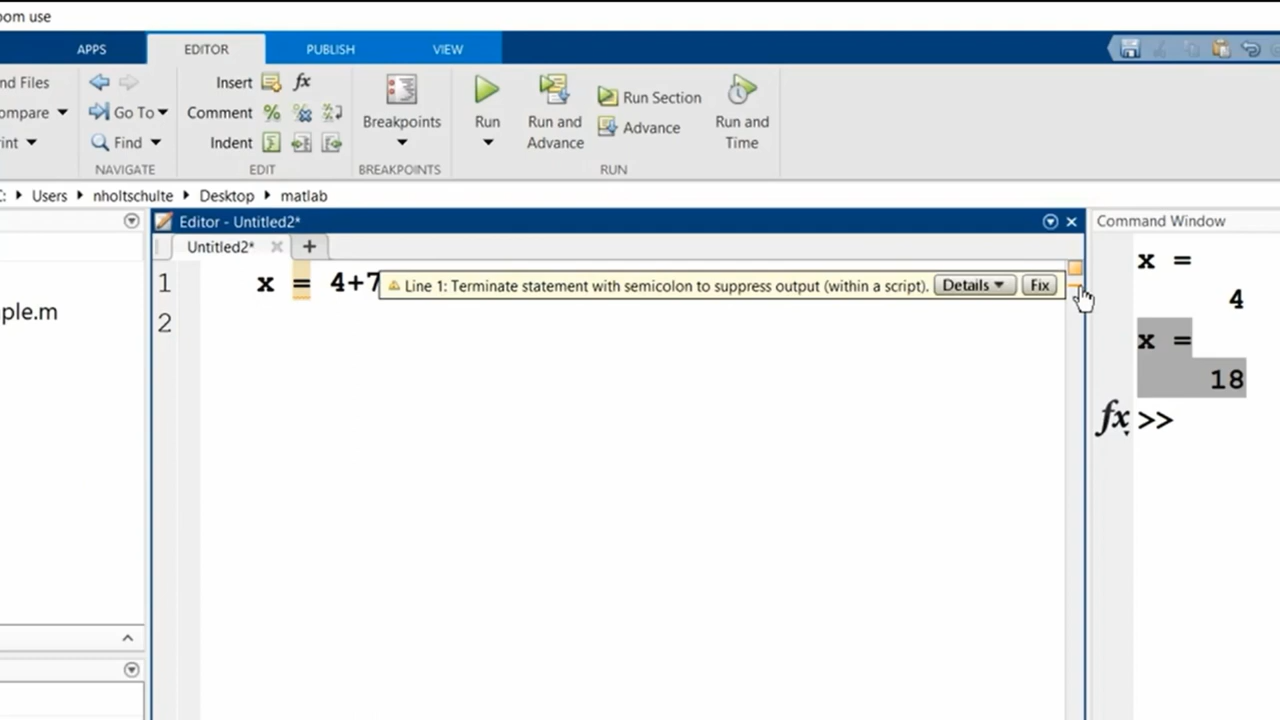 oom use
APPS EDITOR PUBLISH VIEW
nd Files
ompare
int
Go To
Find
NAVIGATE
Insert fx
Comment %
Indent
EDIT
Breakpoints
BREAKPOINTS
Run
Run and
Advance
Run Section
Advance
Run and
Time
RUN
C: Users nholtschulte Desktop matlab
ple.m
Editor - Untitled2*
Untitled2* +
1 x = 4+7
2
Line 1: Terminate statement with semicolon to suppress output (within a script). Details Fix
Command Window
x =
4
x =
18
fx >>